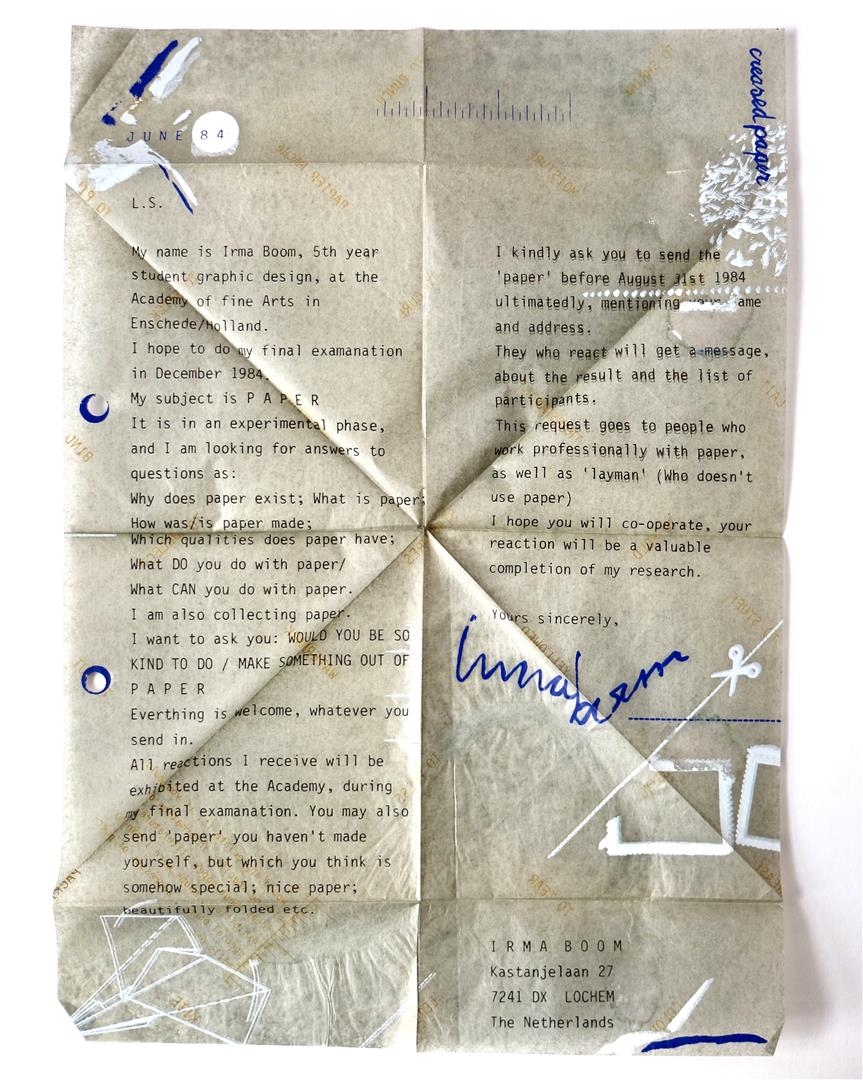 creased paper
JUNE 84
L.S.
My name is Irma Boom, 5th year
student graphic design, at the
Academy of fine Arts in
Enschede/Holland.
I hope to do my final examanation
in December 1984.
My subject is P A P E R
It is in an experimental phase,
and I am looking for answers to
questions as:
Why does paper exist; What is paper;
How was/is paper made;
Which qualities does paper have;
What DO you do with paper/
What CAN you do with paper.
I am also collecting paper.
I want to ask you: WOULD YOU BE SO
KIND TO DO / MAKE SOMETHING OUT OF
P A P E R
Everthing is welcome, whatever you
send in.
All reactions I receive will be
exhibited at the Academy, during
my final examanation. You may also
send 'paper' you haven't made
yourself, but which you think is
somehow special; nice paper;
beautifully folded etc.
I kindly ask you to send the
'paper' before August 31st 1984
ultimatedly, mentioning your ame
and address.
They who react will get a message,
about the result and the list of
participants.
This request goes to people who
work professionally with paper,
as well as 'layman' (Who doesn't
use paper)
I hope you will co-operate, your
reaction will be a valuable
completion of my research.
Yours sincerely,
irma boom
I R M A  B O O M
Kastanjelaan 27
7241 DX  LOCHEM
The Netherlands